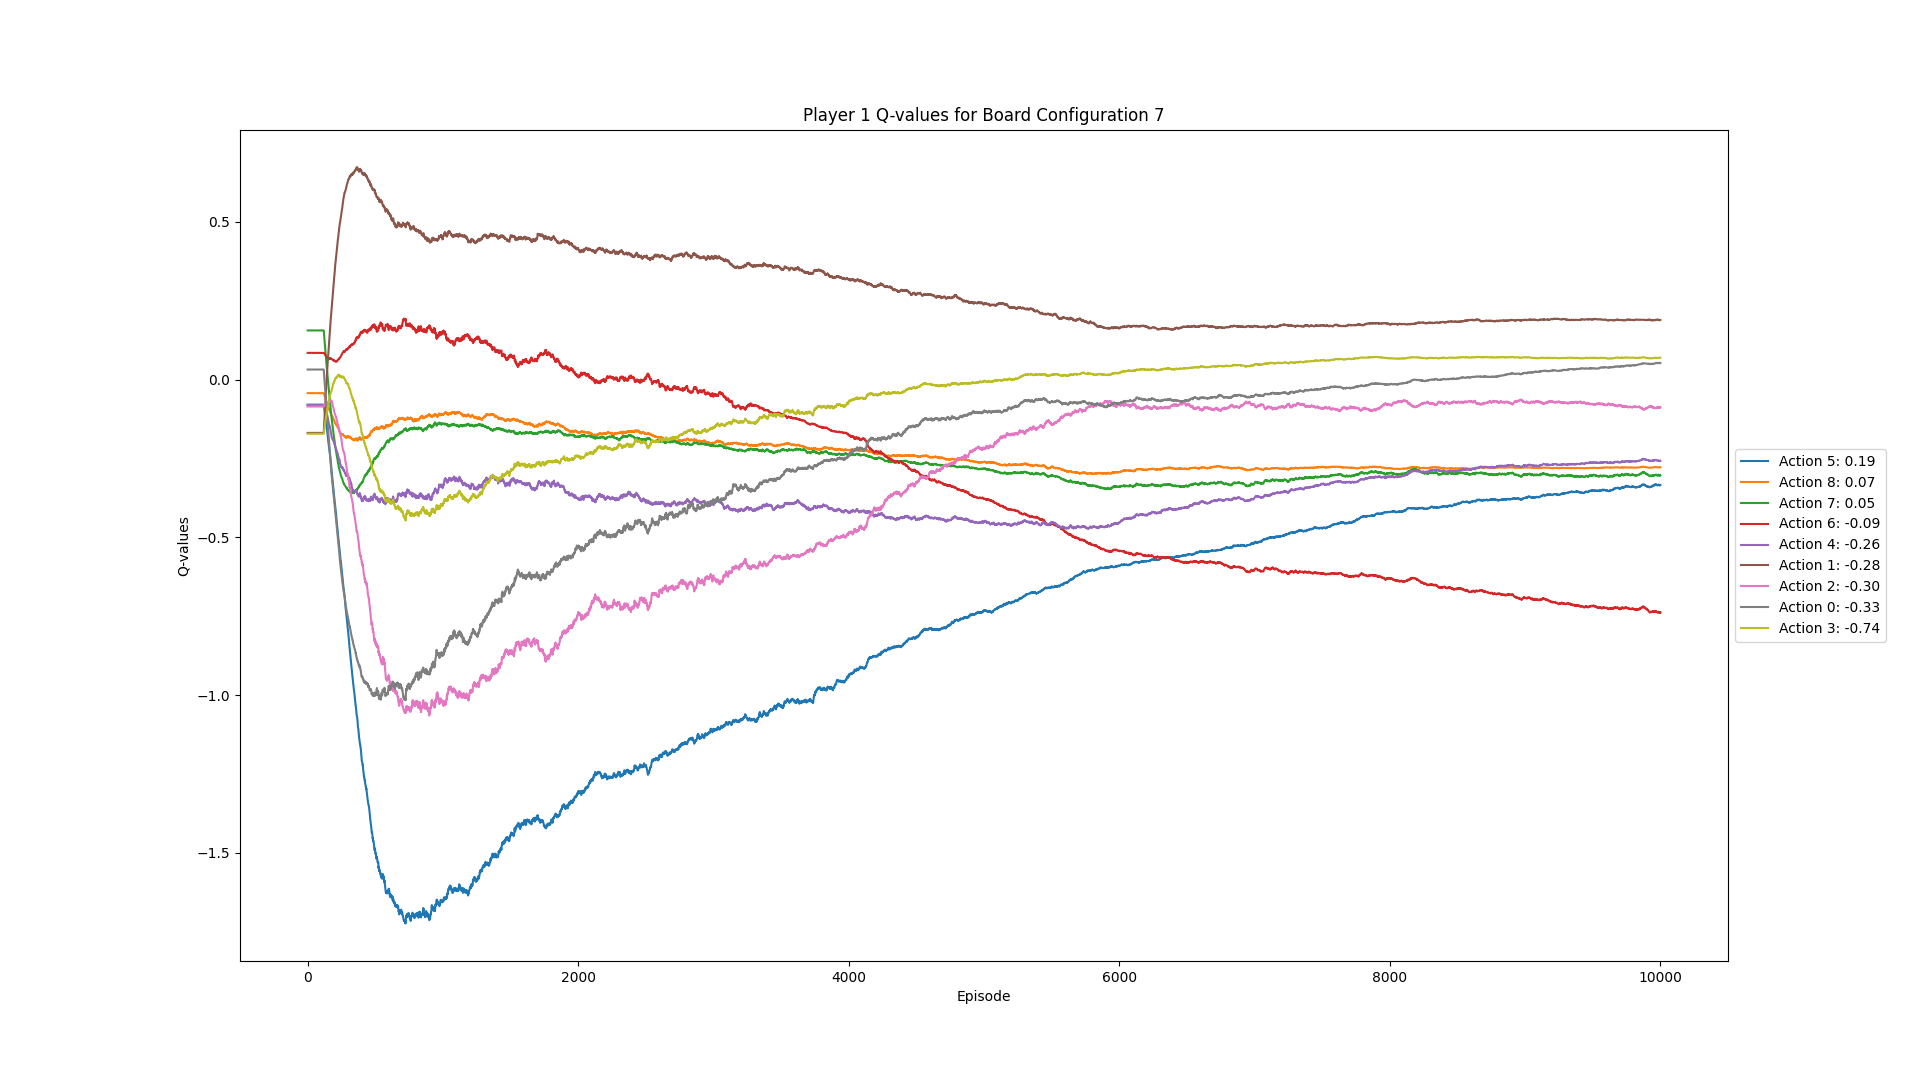 Player 1 Q-values for Board Configuration 7
Q-values
0.5
0.0
−0.5
−1.0
−1.5
0
2000
4000
6000
8000
10000
Episode
Action 5: 0.19
Action 8: 0.07
Action 7: 0.05
Action 6: -0.09
Action 4: -0.26
Action 1: -0.28
Action 2: -0.30
Action 0: -0.33
Action 3: -0.74